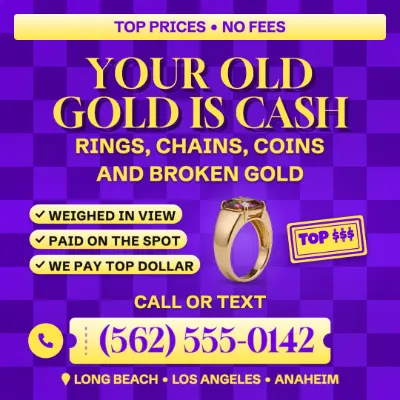 TOP PRICES • NO FEES
YOUR OLD
GOLD IS CASH
RINGS, CHAINS, COINS
AND BROKEN GOLD
WEIGHED IN VIEW
PAID ON THE SPOT
WE PAY TOP DOLLAR
TOP $$$
CALL OR TEXT
(562) 555-0142
LONG BEACH • LOS ANGELES • ANAHEIM